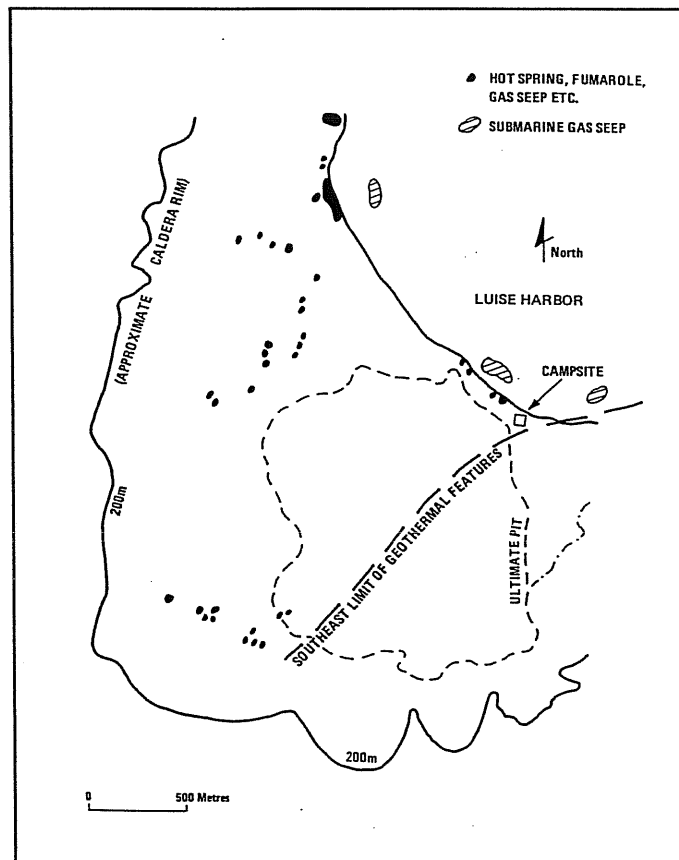 HOT SPRING, FUMAROLE,
GAS SEEP ETC.
SUBMARINE GAS SEEP
(APPROXIMATE CALDERA RIM)
North
LUISE HARBOR
CAMPSITE
200m
SOUTHEAST LIMIT OF GEOTHERMAL FEATURES
ULTIMATE PIT
200m
0 500 Metres